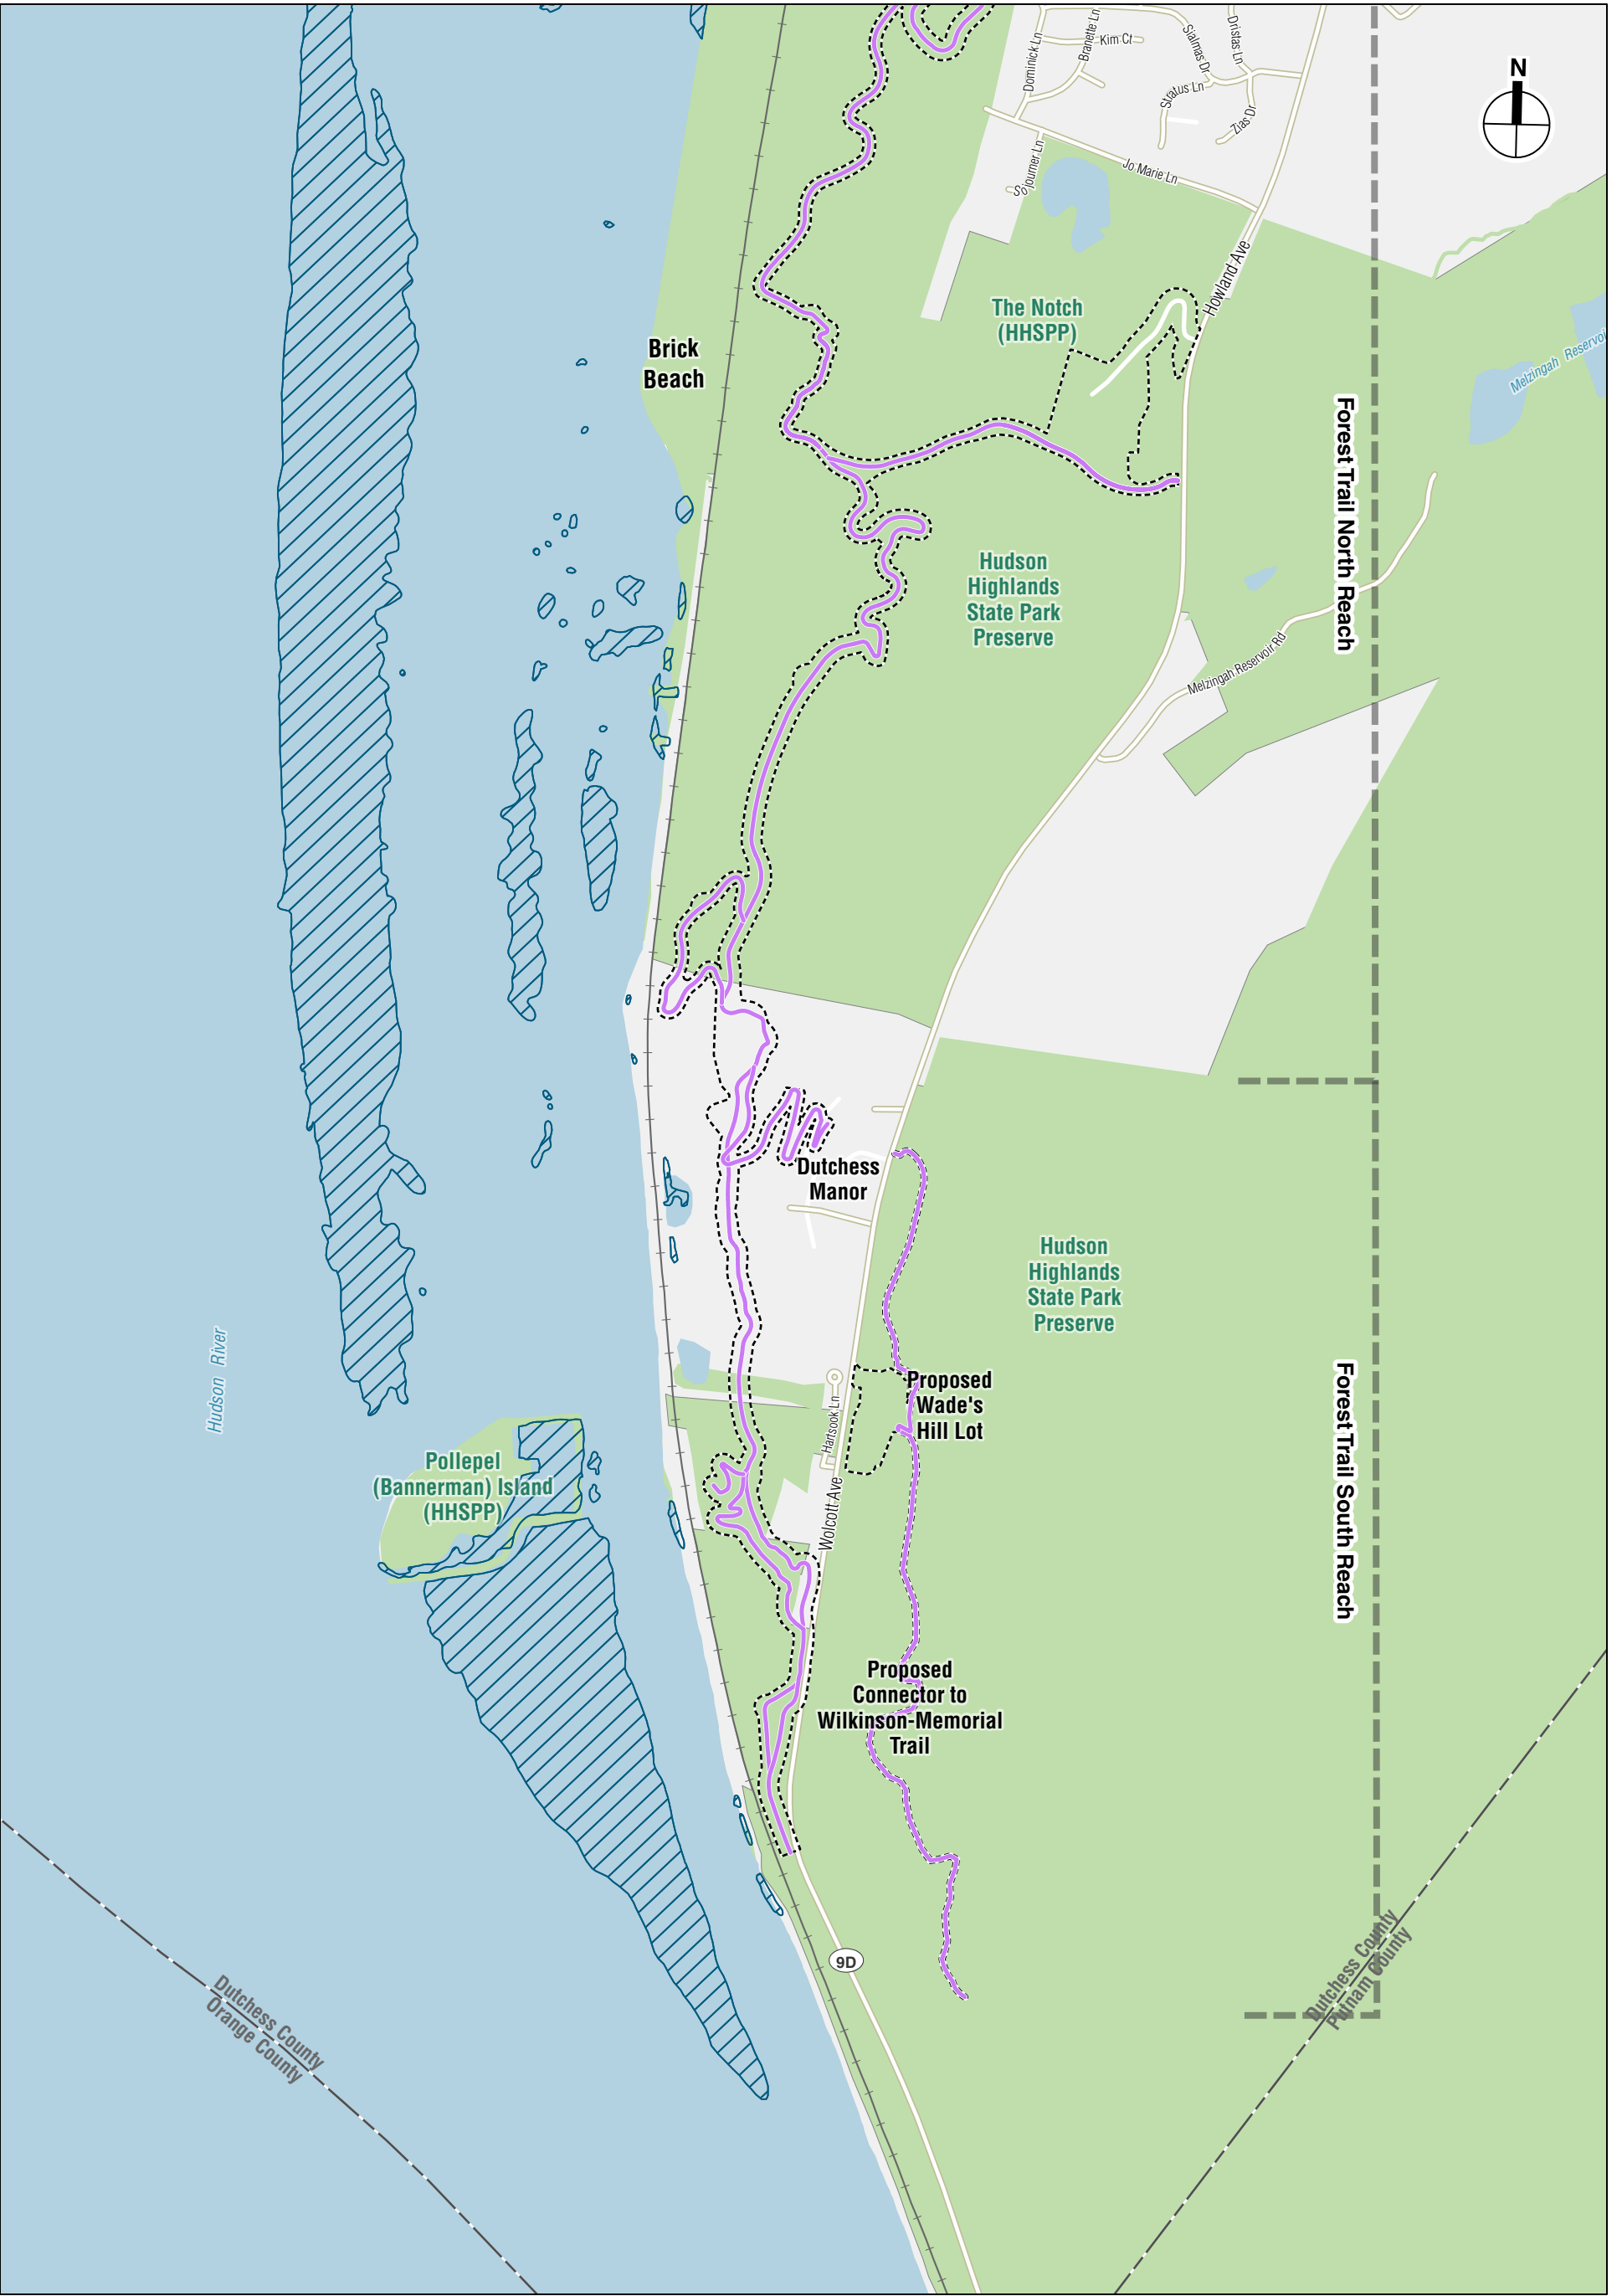 Dominick Ln
Branette Ln
Kim Ct
Sialmas Dr
Dristas Ln
Stratus Ln
Zias Dr
N
Sojourner Ln
Jo Marie Ln
Howland Ave
The Notch
(HHSPP)
Brick
Beach
Melzingah Reservoi
Forest Trail North Reach
Hudson
Highlands
State Park
Preserve
Melzingah Reservoir Rd
Dutchess
Manor
Hudson
Highlands
State Park
Preserve
Hudson River
Proposed
Wade's
Hill Lot
Hartsook Ln
Forest Trail South Reach
Pollepel
(Bannerman) Island
(HHSPP)
Wolcott Ave
Proposed
Connector to
Wilkinson-Memorial
Trail
9D
Dutchess County
Putnam County
Dutchess County
Orange County